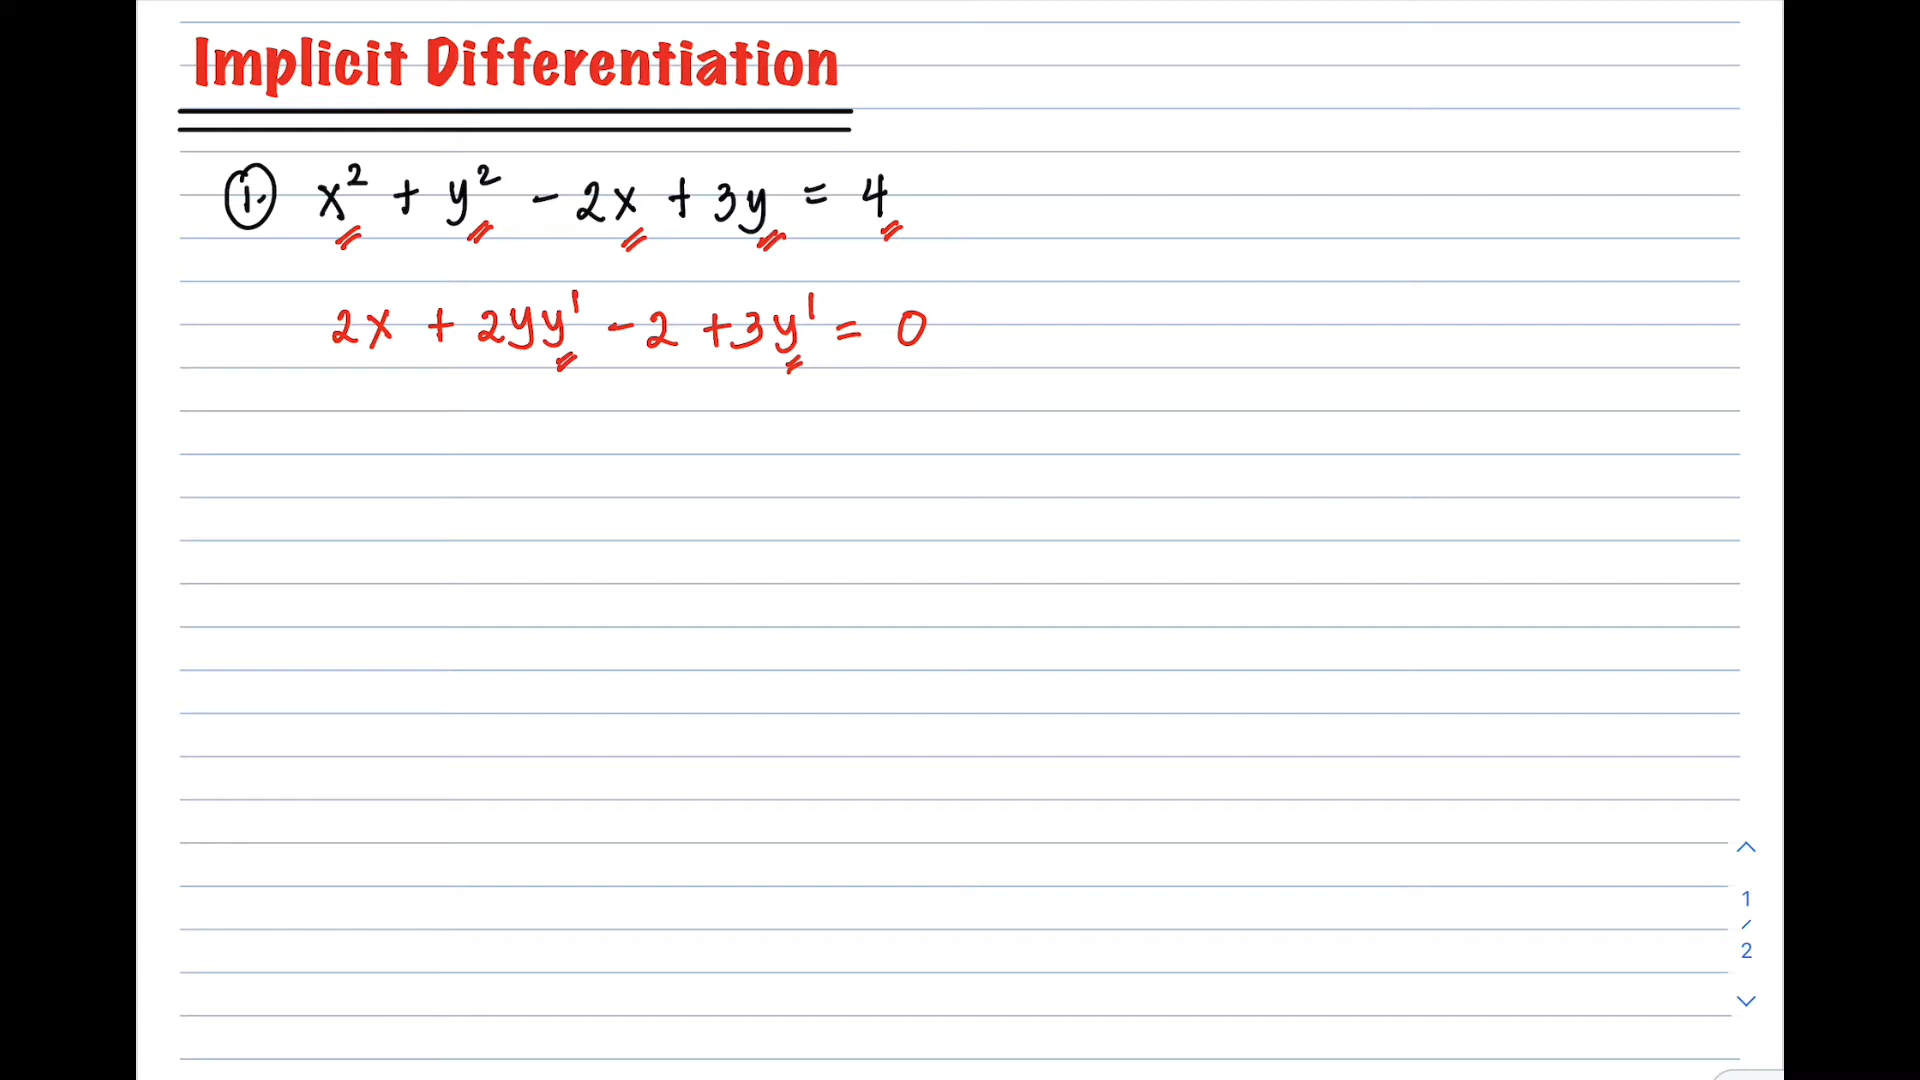 Implicit Differentiation
1. x² + y² - 2x + 3y = 4
2x + 2yy' - 2 + 3y' = 0
1
/
2